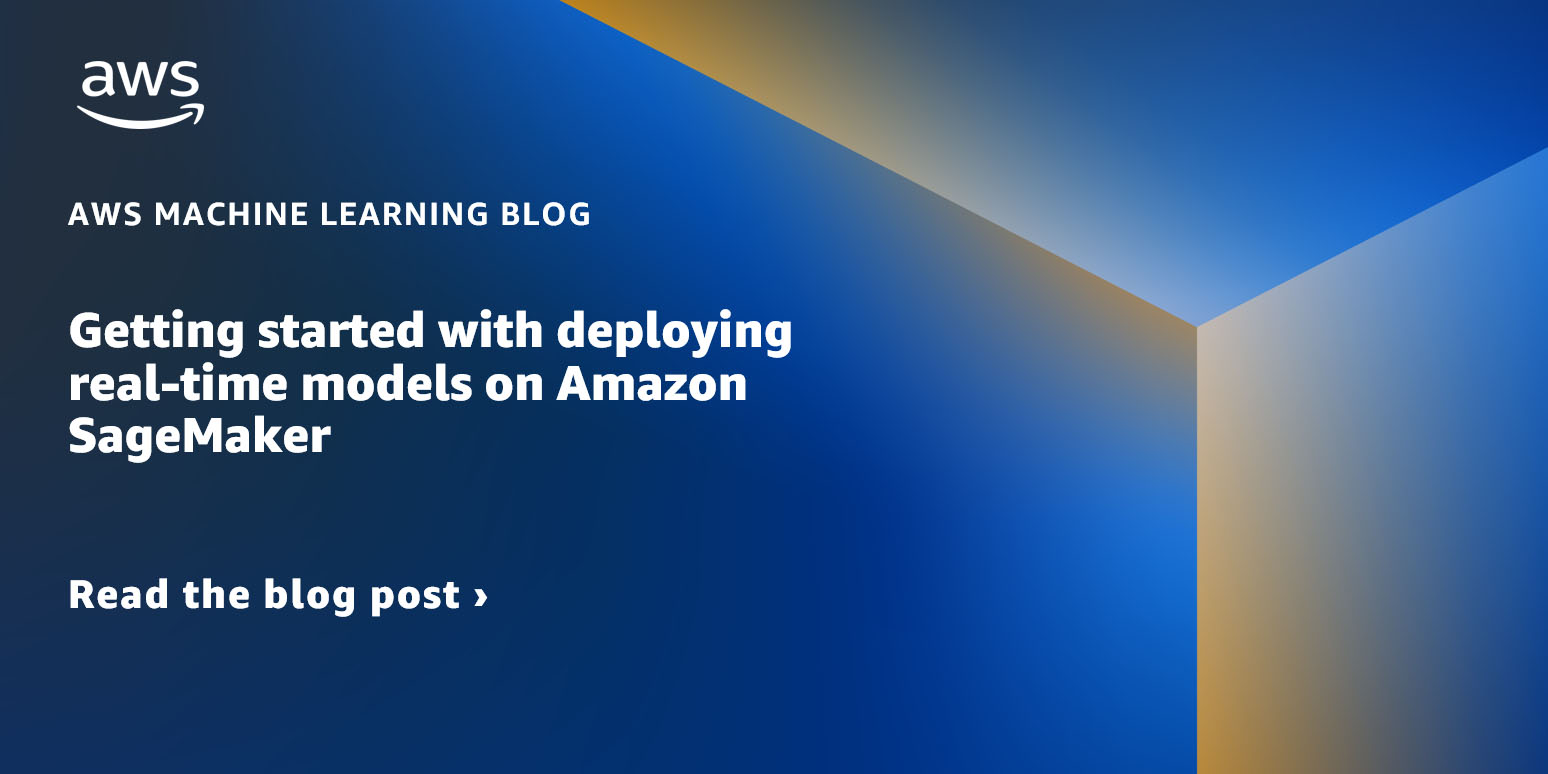 aws
AWS MACHINE LEARNING BLOG
Getting started with deploying
real-time models on Amazon
SageMaker
Read the blog post ›